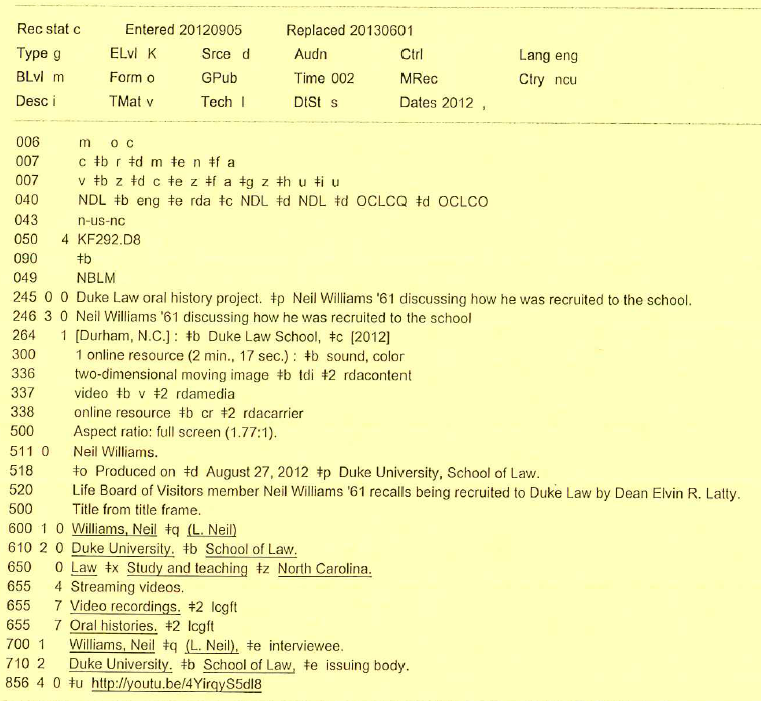 Rec stat c Entered 20120905 Replaced 20130601
Type g ELvl K Srce d Audn Ctrl Lang eng
BLvl m Form o GPub Time 002 MRec Ctry ncu
Desc i TMat v Tech l DtSt s Dates 2012 ,
006 m o c
007 c ǂb r ǂd m ǂe n ǂf a
007 v ǂb z ǂd c ǂe z ǂf a ǂg z ǂh u ǂi u
040 NDL ǂb eng ǂe rda ǂc NDL ǂd NDL ǂd OCLCQ ǂd OCLCO
043 n-us-nc
050 4 KF292.D8
090 ǂb
049 NBLM
245 0 0 Duke Law oral history project. ǂp Neil Williams '61 discussing how he was recruited to the school.
246 3 0 Neil Williams '61 discussing how he was recruited to the school
264 1 [Durham, N.C.] : ǂb Duke Law School, ǂc [2012]
300 1 online resource (2 min., 17 sec.) : ǂb sound, color
336 two-dimensional moving image ǂb tdi ǂ2 rdacontent
337 video ǂb v ǂ2 rdamedia
338 online resource ǂb cr ǂ2 rdacarrier
500 Aspect ratio: full screen (1.77:1).
511 0 Neil Williams.
518 ǂo Produced on ǂd August 27, 2012 ǂp Duke University, School of Law.
520 Life Board of Visitors member Neil Williams '61 recalls being recruited to Duke Law by Dean Elvin R. Latty.
500 Title from title frame.
600 1 0 Williams, Neil ǂq (L. Neil)
610 2 0 Duke University. ǂb School of Law.
650 0 Law ǂx Study and teaching ǂz North Carolina.
655 4 Streaming videos.
655 7 Video recordings. ǂ2 lcgft
655 7 Oral histories. ǂ2 lcgft
700 1 Williams, Neil ǂq (L. Neil), ǂe interviewee.
710 2 Duke University. ǂb School of Law, ǂe issuing body.
856 4 0 ǂu http://youtu.be/4YirqyS5dI8